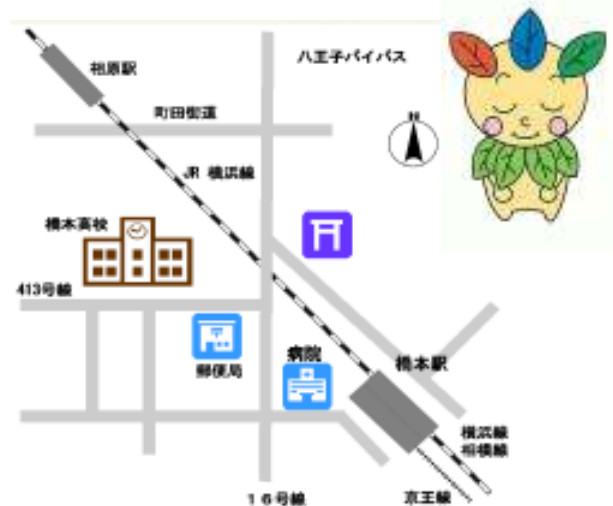 八王子バイパス
相原駅
町田街道
N
JR 横浜線
橋本高校
413号線
郵便局
病院
橋本駅
横浜線
相模線
16号線
京王線